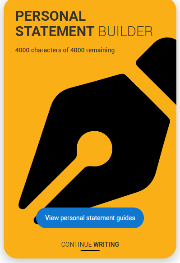 PERSONAL
STATEMENT BUILDER
4000 characters of 4000 remaining
View personal statement guides
CONTINUE WRITING